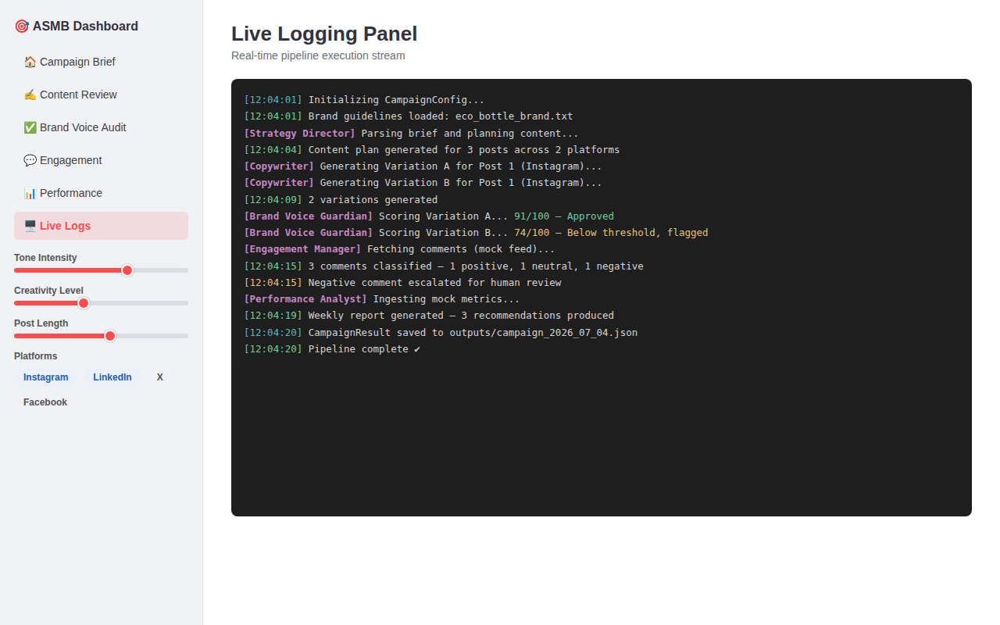 🎯 ASMB Dashboard
🏠 Campaign Brief
✍️ Content Review
✅ Brand Voice Audit
💬 Engagement
📊 Performance
🖥️ Live Logs
Tone Intensity
Creativity Level
Post Length
Platforms
Instagram LinkedIn X
Facebook
Live Logging Panel
Real-time pipeline execution stream
[12:04:01] Initializing CampaignConfig...
[12:04:01] Brand guidelines loaded: eco_bottle_brand.txt
[Strategy Director] Parsing brief and planning content...
[12:04:04] Content plan generated for 3 posts across 2 platforms
[Copywriter] Generating Variation A for Post 1 (Instagram)...
[Copywriter] Generating Variation B for Post 1 (Instagram)...
[12:04:09] 2 variations generated
[Brand Voice Guardian] Scoring Variation A... 91/100 — Approved
[Brand Voice Guardian] Scoring Variation B... 74/100 — Below threshold, flagged
[Engagement Manager] Fetching comments (mock feed)...
[12:04:15] 3 comments classified — 1 positive, 1 neutral, 1 negative
[12:04:15] Negative comment escalated for human review
[Performance Analyst] Ingesting mock metrics...
[12:04:19] Weekly report generated — 3 recommendations produced
[12:04:20] CampaignResult saved to outputs/campaign_2026_07_04.json
[12:04:20] Pipeline complete ✔